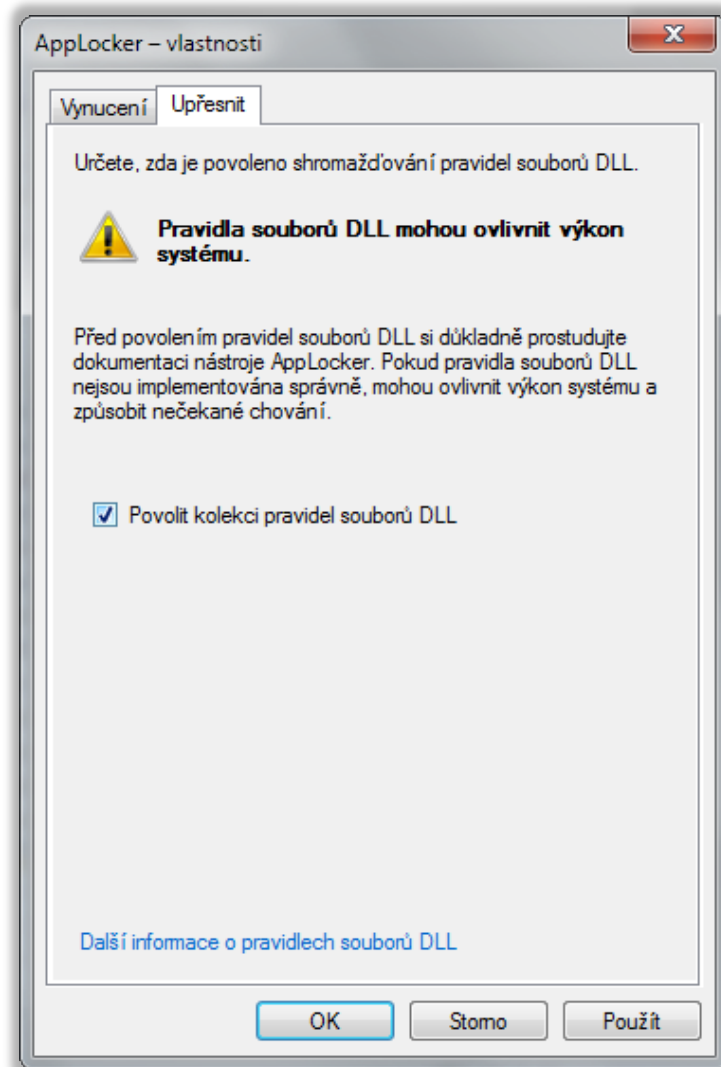 AppLocker – vlastnosti
Vynucení
Upřesnit
Určete, zda je povoleno shromažďování pravidel souborů DLL.
Pravidla souborů DLL mohou ovlivnit výkon
systému.
Před povolením pravidel souborů DLL si důkladně prostudujte
dokumentaci nástroje AppLocker. Pokud pravidla souborů DLL
nejsou implementována správně, mohou ovlivnit výkon systému a
způsobit nečekané chování.
Povolit kolekci pravidel souborů DLL
Další informace o pravidlech souborů DLL
OK
Storno
Použít